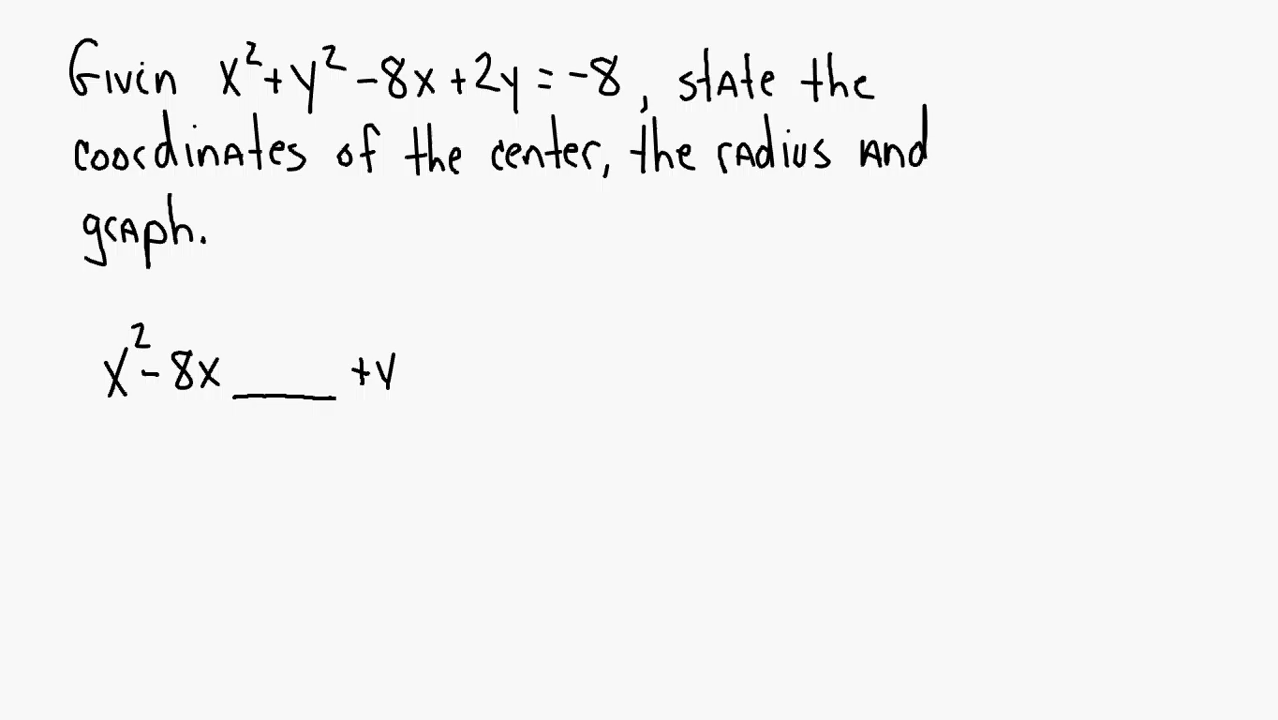 Given x²+y²-8x+2y=-8, state the
coordinates of the center, the radius and
graph.
x²-8x ____ +y